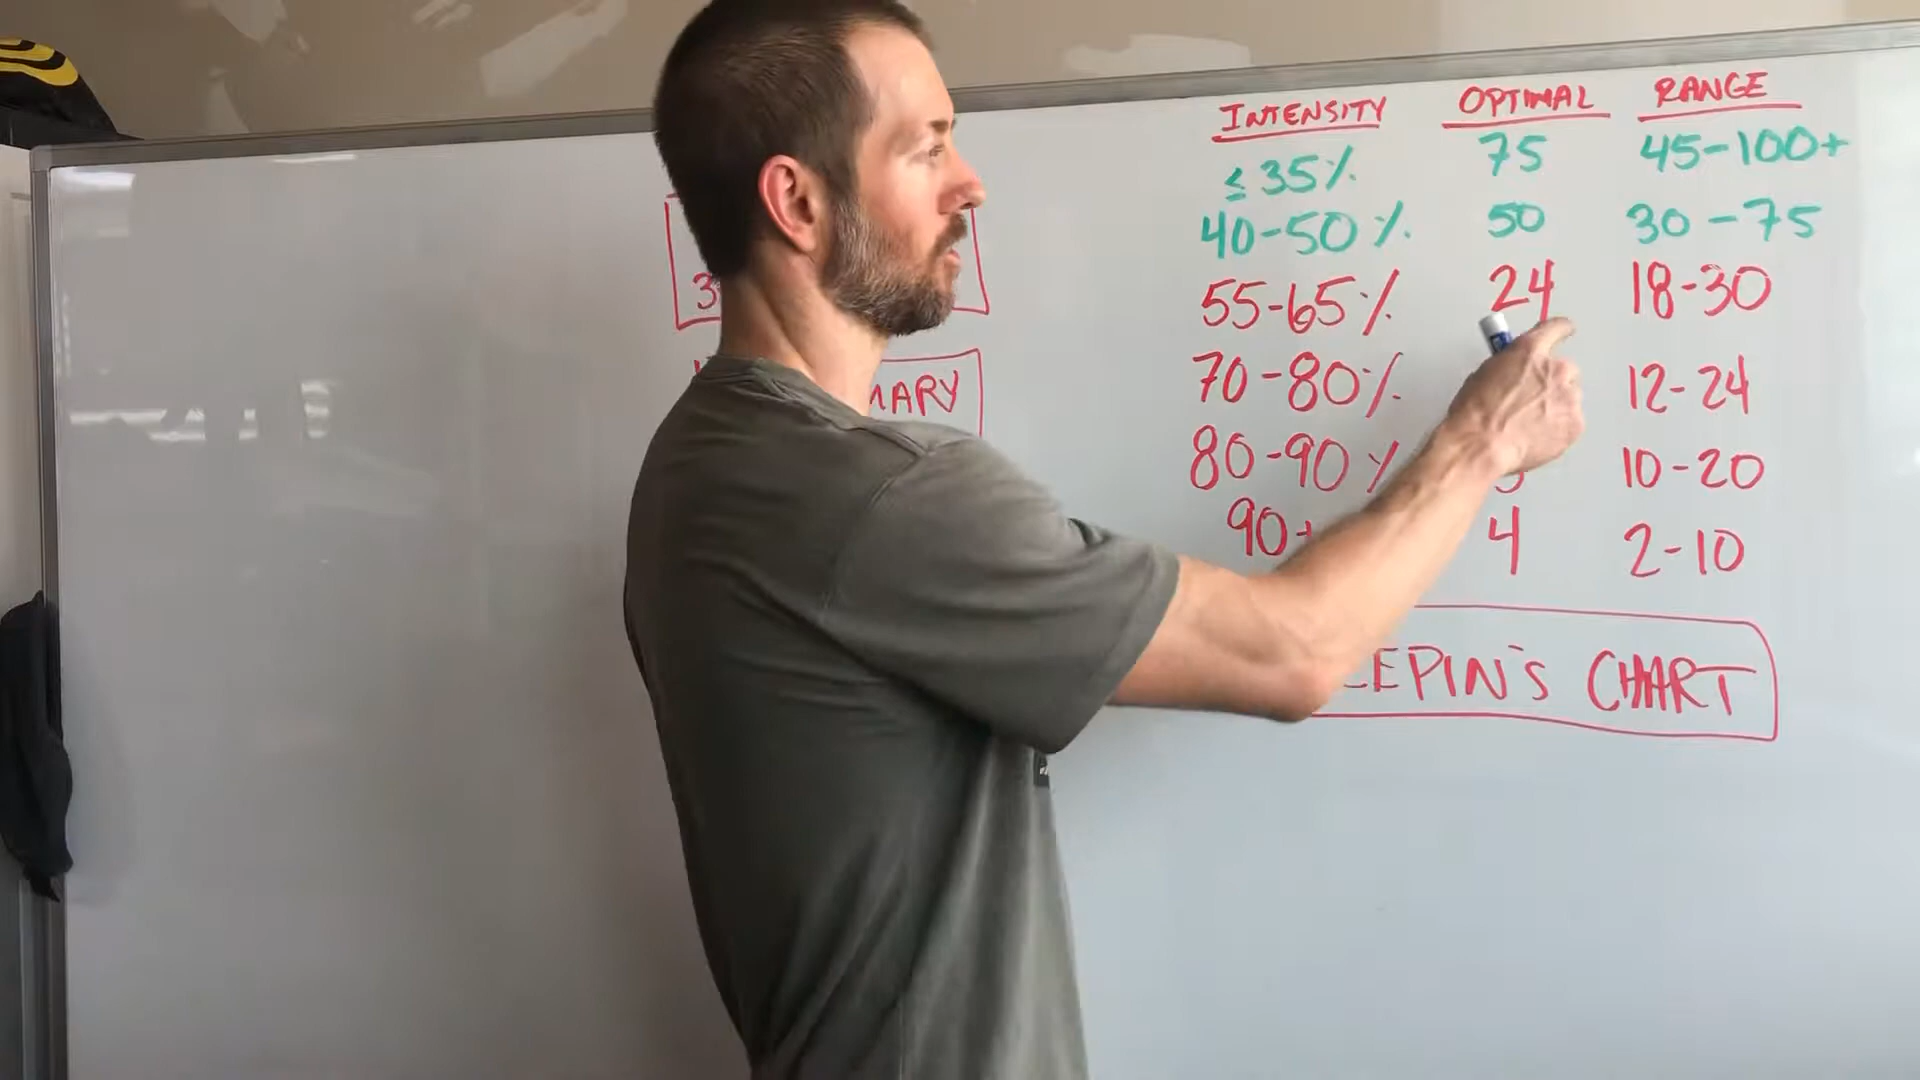 INTENSITY OPTIMAL RANGE
≤35% 75 45-100+
40-50% 50 30-75
55-65% 24 18-30
70-80% 12-24
80-90% 10-20
90+ 4 2-10
EPIN'S CHART
3
MARY